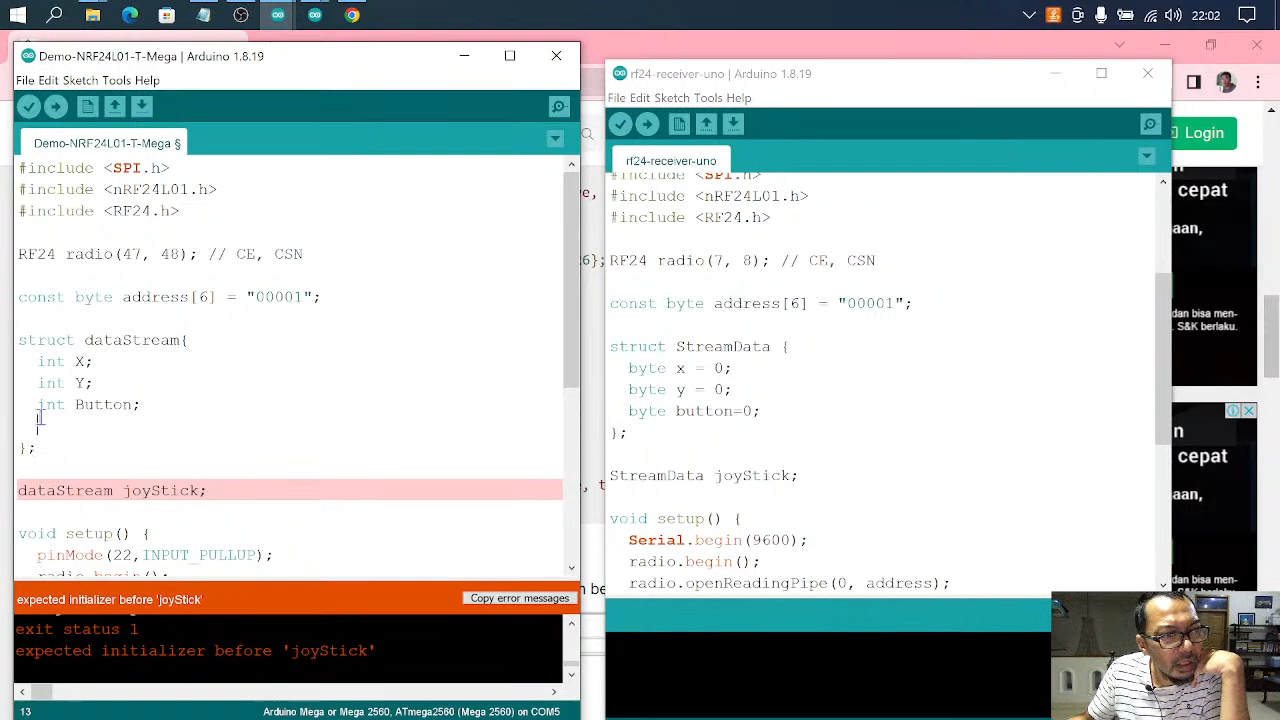 23:02
Demo-NRF24L01-T-Mega | Arduino 1.8.19
File Edit Sketch Tools Help
Demo-NRF24L01-T-Mega §
#include <SPI.h>
#include <nRF24L01.h>
#include <RF24.h>
RF24 radio(47, 48); // CE, CSN
const byte address[6] = "00001";
struct dataStream{
int X;
int Y;
int Button;
};
dataStream joyStick;
void setup() {
pinMode(22,INPUT_PULLUP);
radio.begin();
expected initializer before 'joyStick'
Copy error messages
exit status 1
expected initializer before 'joyStick'
13
Arduino Mega or Mega 2560, ATmega2560 (Mega 2560) on COM5
rf24-receiver-uno | Arduino 1.8.19
File Edit Sketch Tools Help
rf24-receiver-uno
#include <SPI.h>
#include <nRF24L01.h>
#include <RF24.h>
RF24 radio(7, 8); // CE, CSN
const byte address[6] = "00001";
struct StreamData {
byte x = 0;
byte y = 0;
byte button=0;
};
StreamData joyStick;
void setup() {
Serial.begin(9600);
radio.begin();
radio.openReadingPipe(0, address);
Login
cepat
aan,
dan bisa men-
S&K berlaku.
cepat
aan,
dan bisa men-
S&K berlaku.